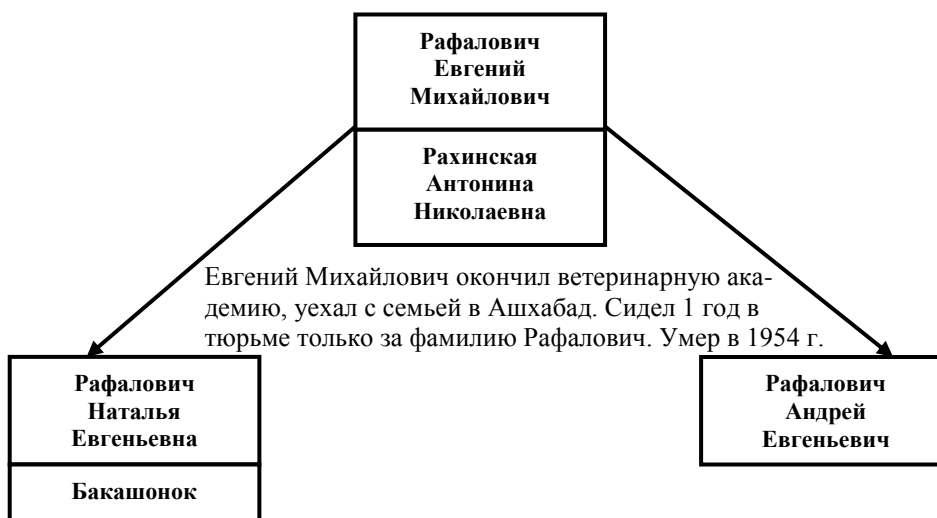 Рафалович
Евгений
Михайлович
Рахинская
Антонина
Николаевна
Евгений Михайлович окончил ветеринарную ака-
демию, уехал с семьей в Ашхабад. Сидел 1 год в
тюрьме только за фамилию Рафалович. Умер в 1954 г.
Рафалович
Наталья
Евгеньевна
Бакашонок
Рафалович
Андрей
Евгеньевич